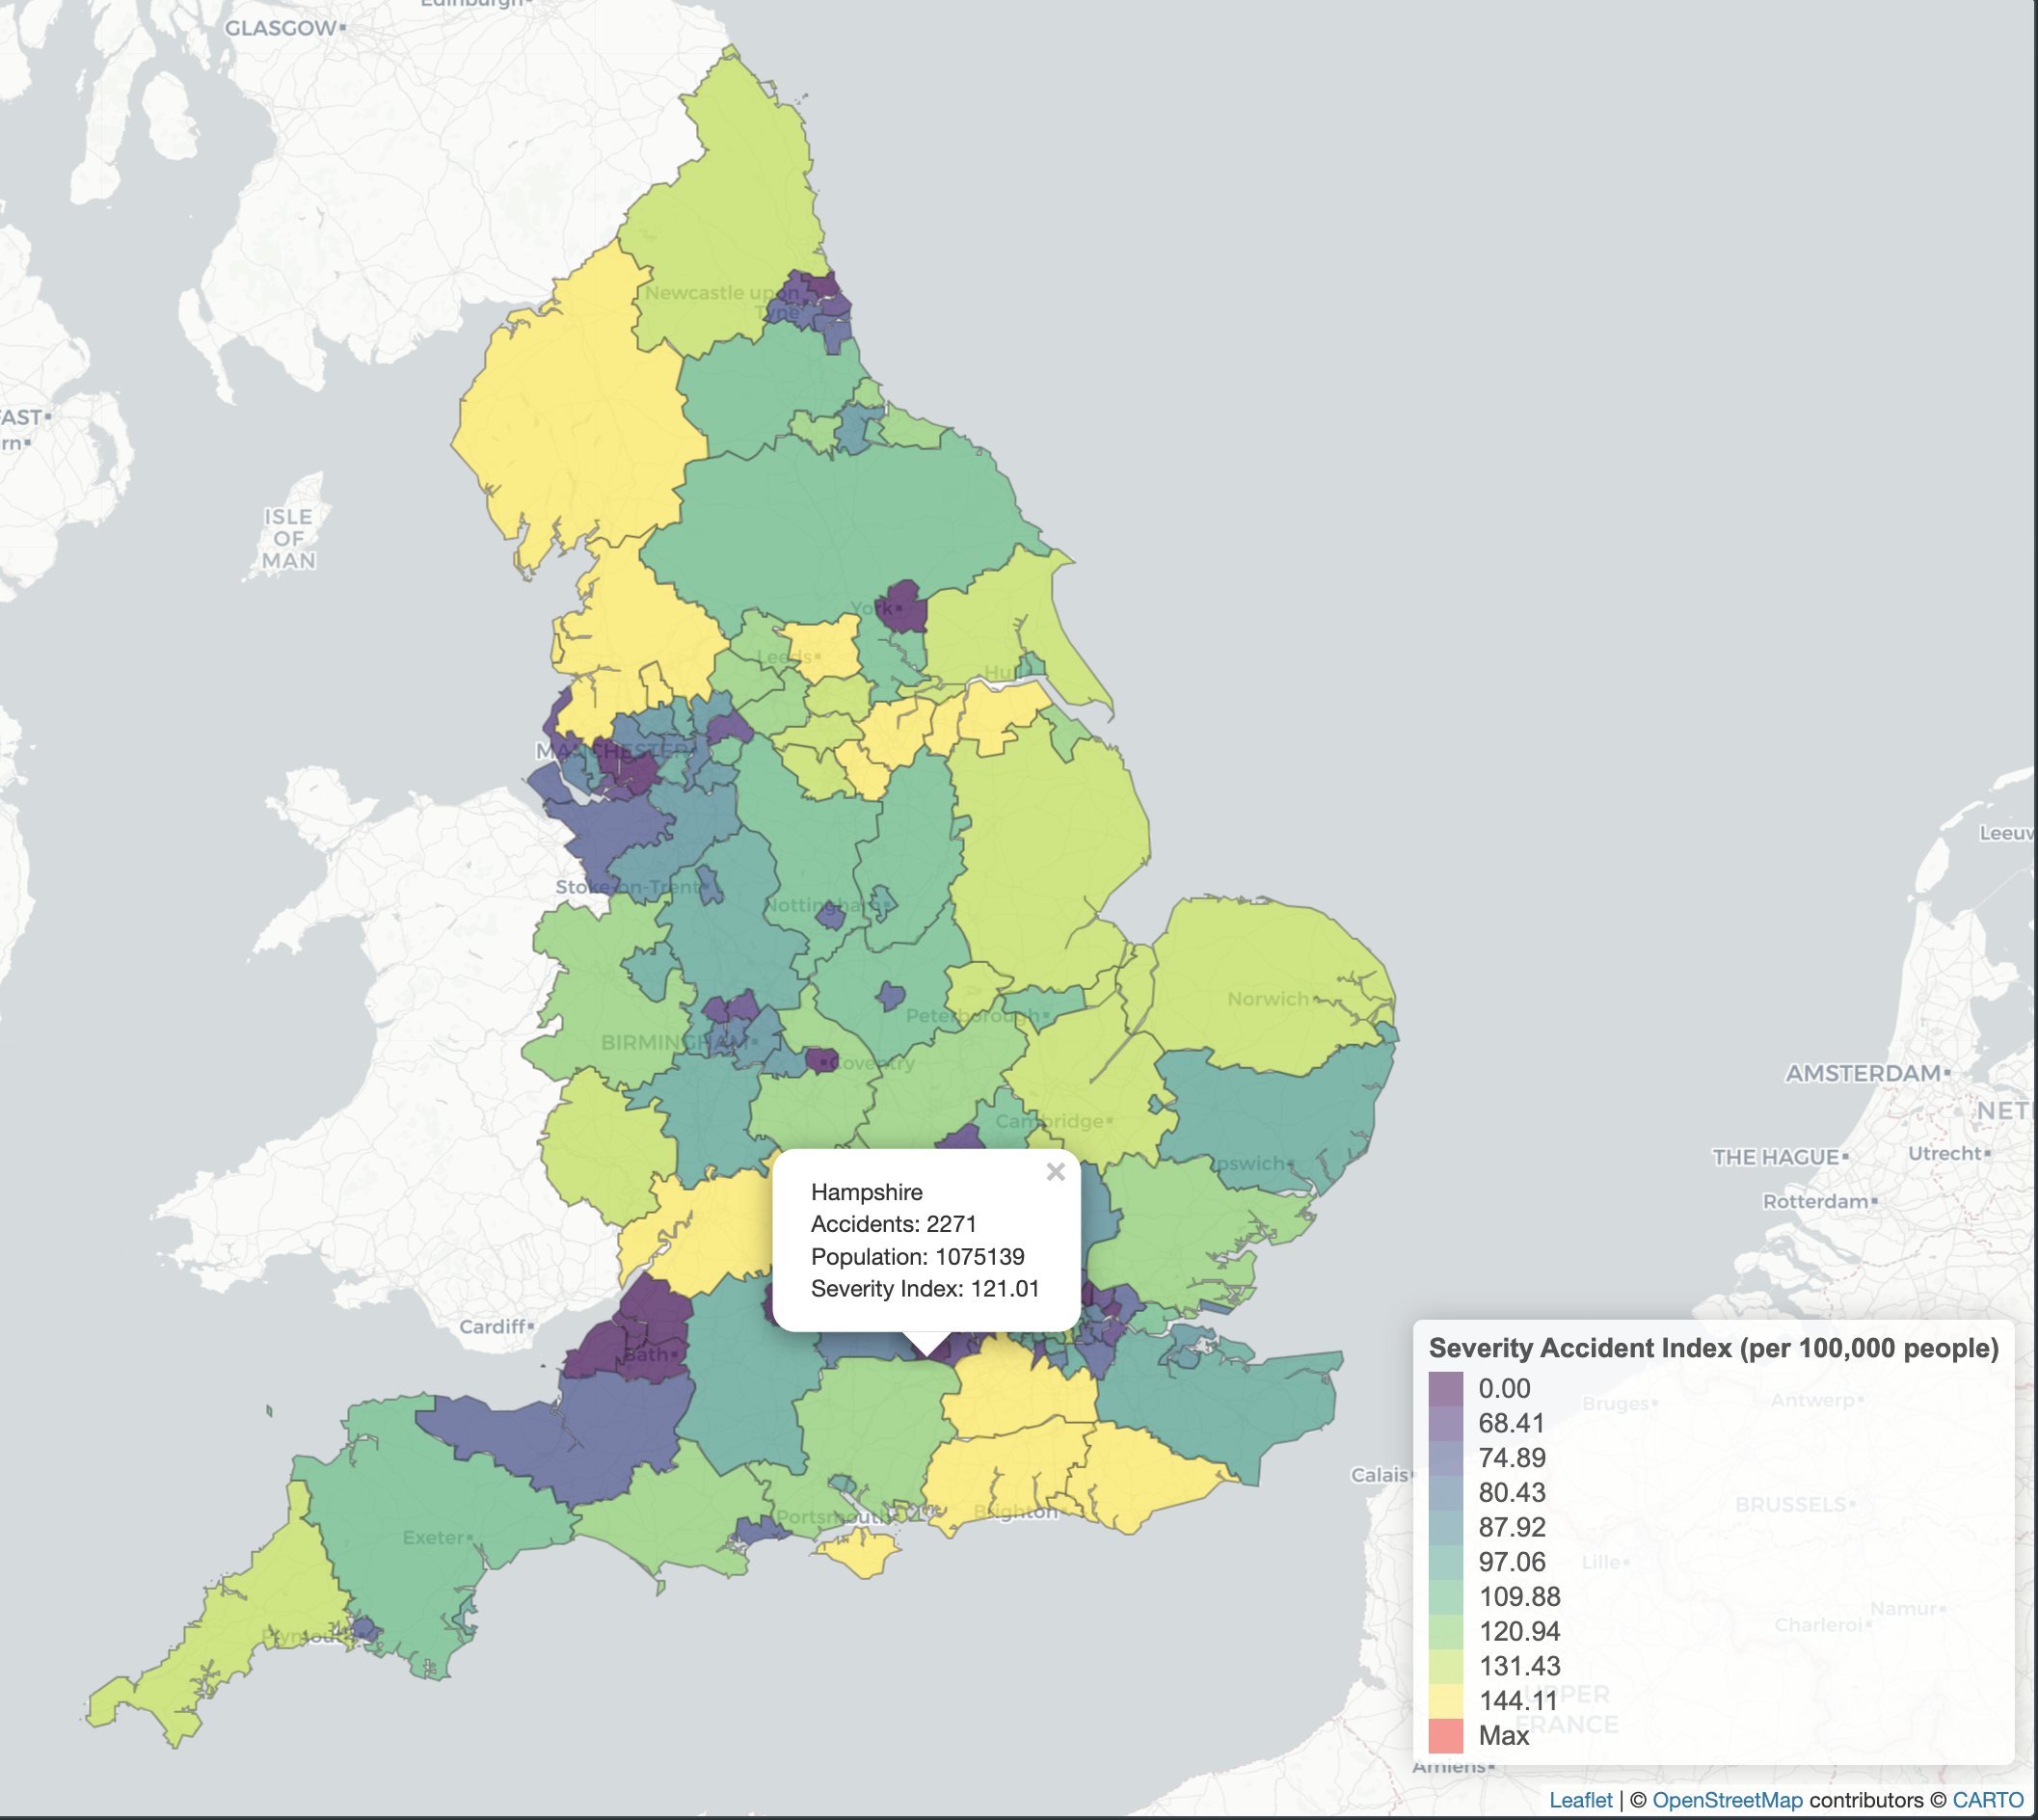 Edinburgh
GLASGOW
FAST
rn
ISLE
OF
MAN
Newcastle upon
Tyne
York
Leeds
Hull
MANCHESTER
Stoke-on-Trent
Nottingham
Leeuw
Norwich
Peterborough
BIRMINGHAM
Coventry
Cambridge
pswich
AMSTERDAM
NET
THE HAGUE
Utrecht
Rotterdam
×
Hampshire
Accidents: 2271
Population: 1075139
Severity Index: 121.01
Cardiff
Bath
Exeter
Portsmouth
Brighton
Plymouth
Calais
Bruges
Antwerp
BRUSSELS
Lille
Charleroi
Namur
UPPER
FRANCE
Amiens
Severity Accident Index (per 100,000 people)
0.00
68.41
74.89
80.43
87.92
97.06
109.88
120.94
131.43
144.11
Max
Leaflet | © OpenStreetMap contributors © CARTO